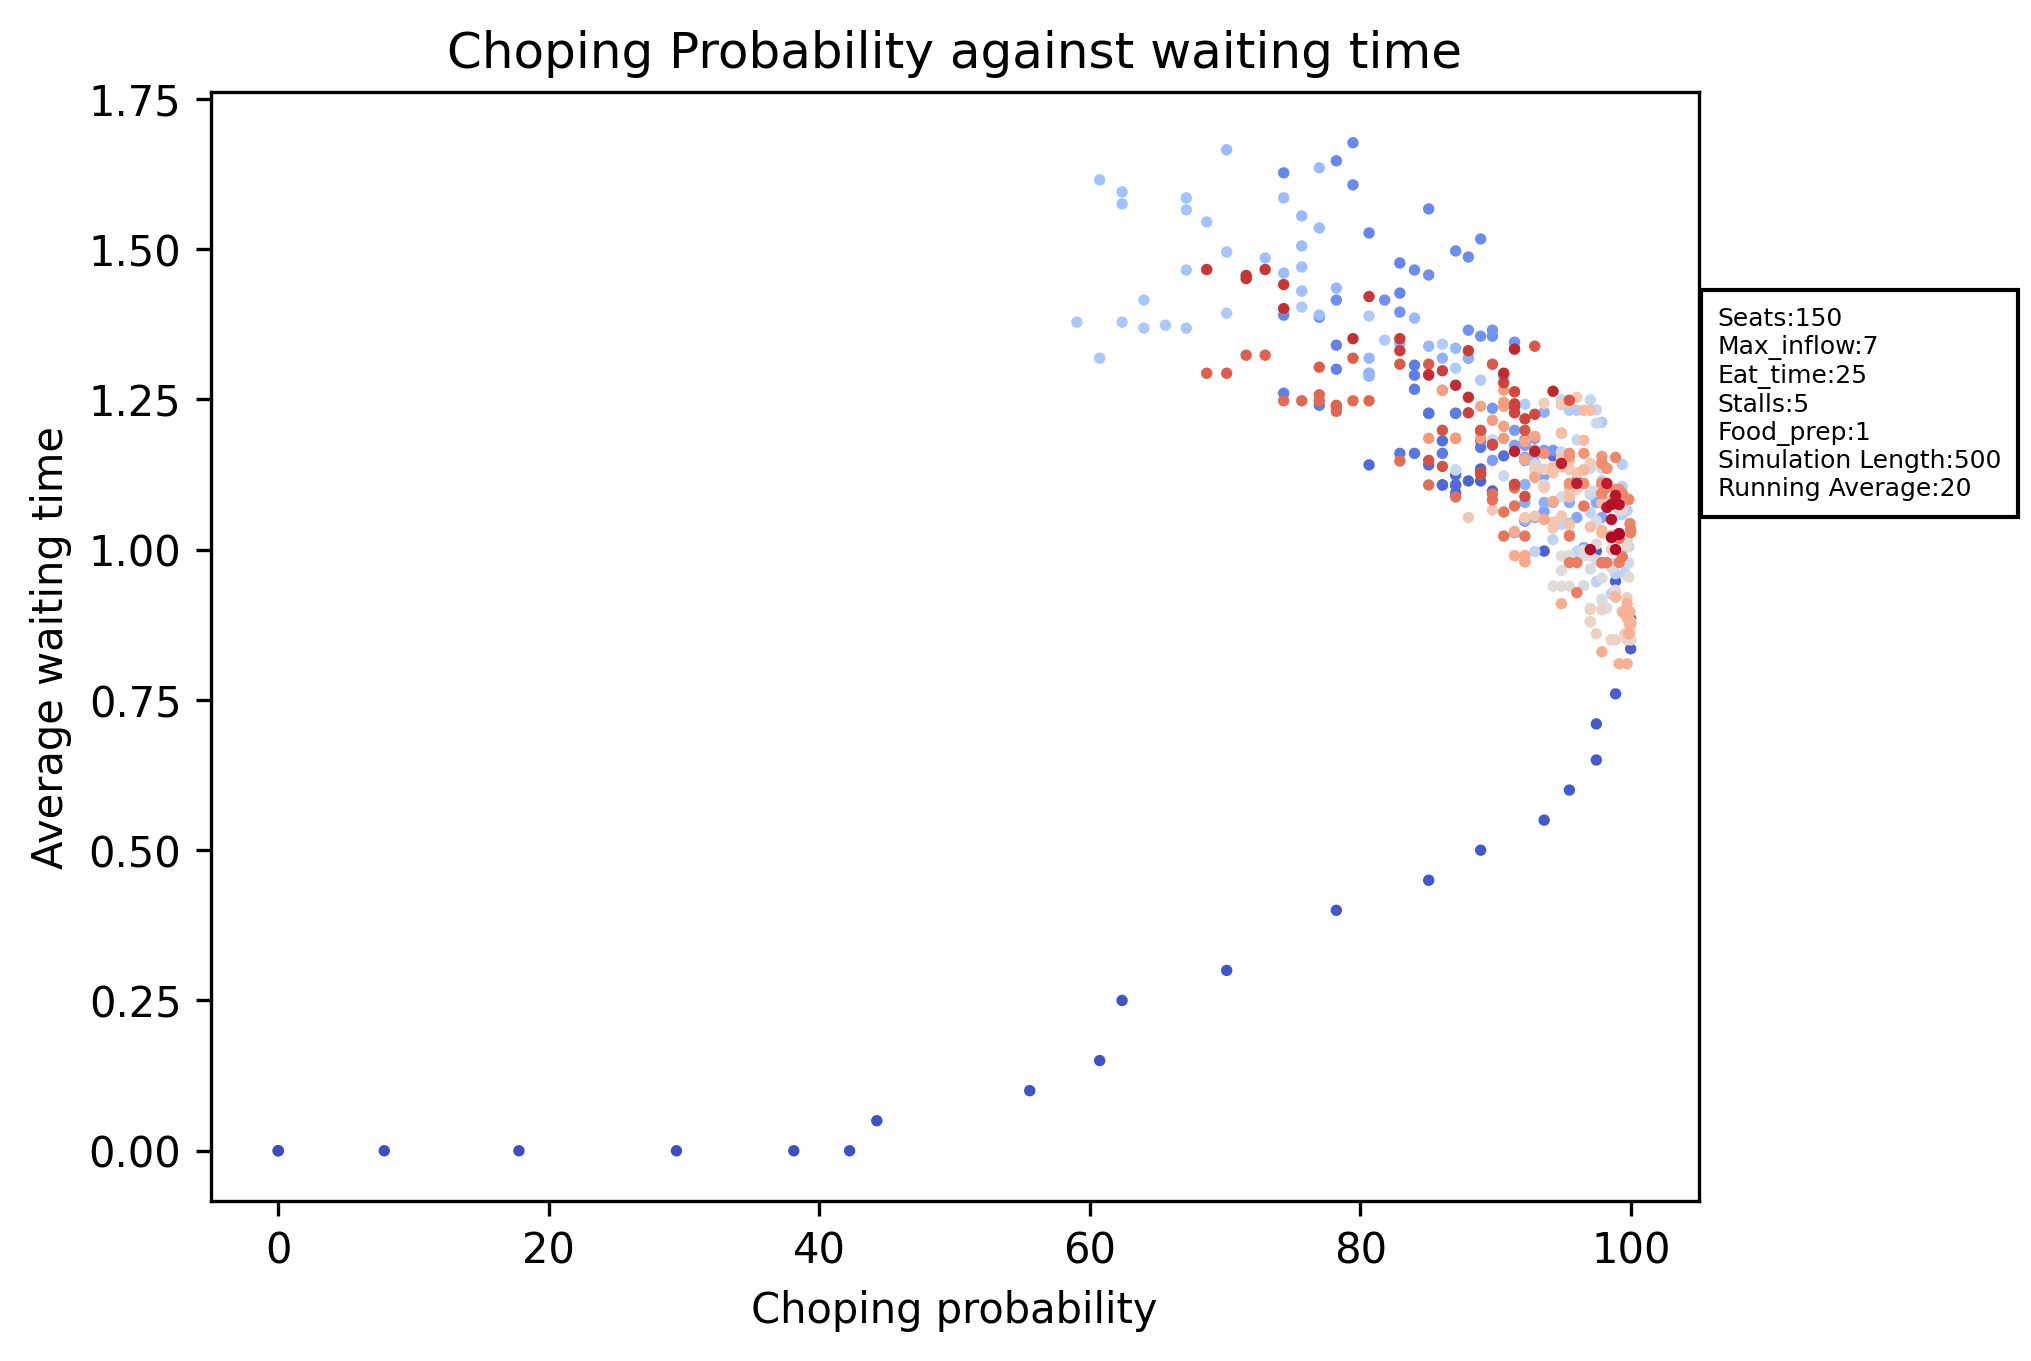 Choping Probability against waiting time
1.75
1.50
1.25
1.00
0.75
0.50
0.25
0.00
Average waiting time
Seats:150
Max_inflow:7
Eat_time:25
Stalls:5
Food_prep:1
Simulation Length:500
Running Average:20
0 20 40 60 80 100
Choping probability